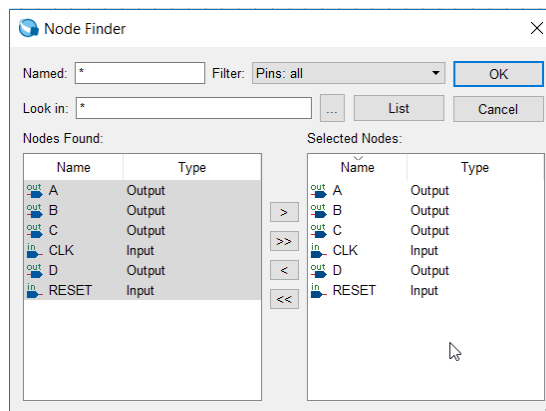 Node Finder
Named: * Filter: Pins: all OK
Look in: * ... List Cancel
Nodes Found: Selected Nodes:
Name Type Name Type
out A Output out A Output
out B Output out B Output
out C Output out C Output
in CLK Input in CLK Input
out D Output out D Output
in RESET Input in RESET Input
>
>>
<
<<